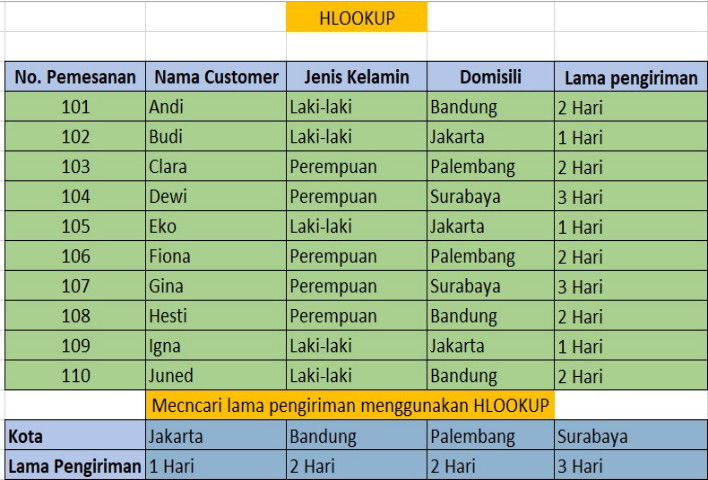 HLOOKUP
No. Pemesanan Nama Customer Jenis Kelamin Domisili Lama pengiriman
101 Andi Laki-laki Bandung 2 Hari
102 Budi Laki-laki Jakarta 1 Hari
103 Clara Perempuan Palembang 2 Hari
104 Dewi Perempuan Surabaya 3 Hari
105 Eko Laki-laki Jakarta 1 Hari
106 Fiona Perempuan Palembang 2 Hari
107 Gina Perempuan Surabaya 3 Hari
108 Hesti Perempuan Bandung 2 Hari
109 Igna Laki-laki Jakarta 1 Hari
110 Juned Laki-laki Bandung 2 Hari
Mecncari lama pengiriman menggunakan HLOOKUP
Kota Jakarta Bandung Palembang Surabaya
Lama Pengiriman 1 Hari 2 Hari 2 Hari 3 Hari